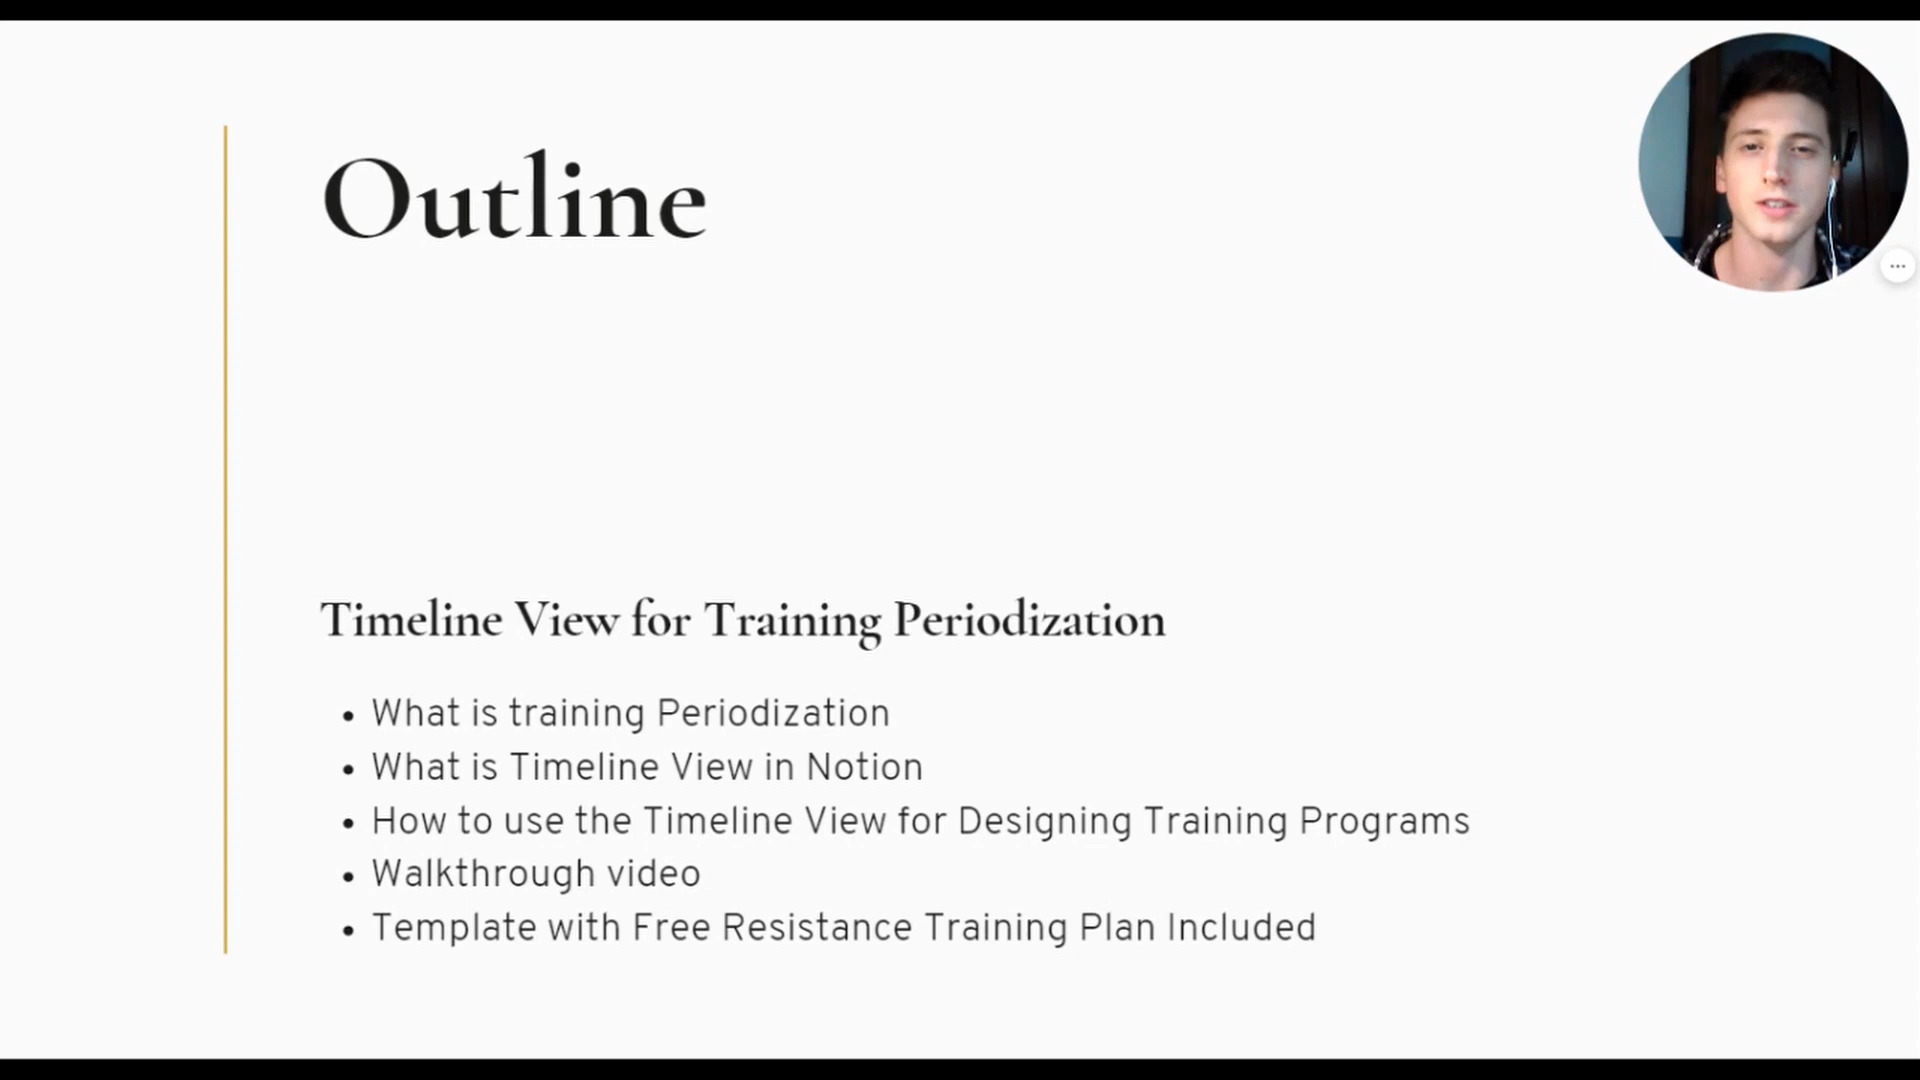 Outline
Timeline View for Training Periodization
• What is training Periodization
• What is Timeline View in Notion
• How to use the Timeline View for Designing Training Programs
• Walkthrough video
• Template with Free Resistance Training Plan Included